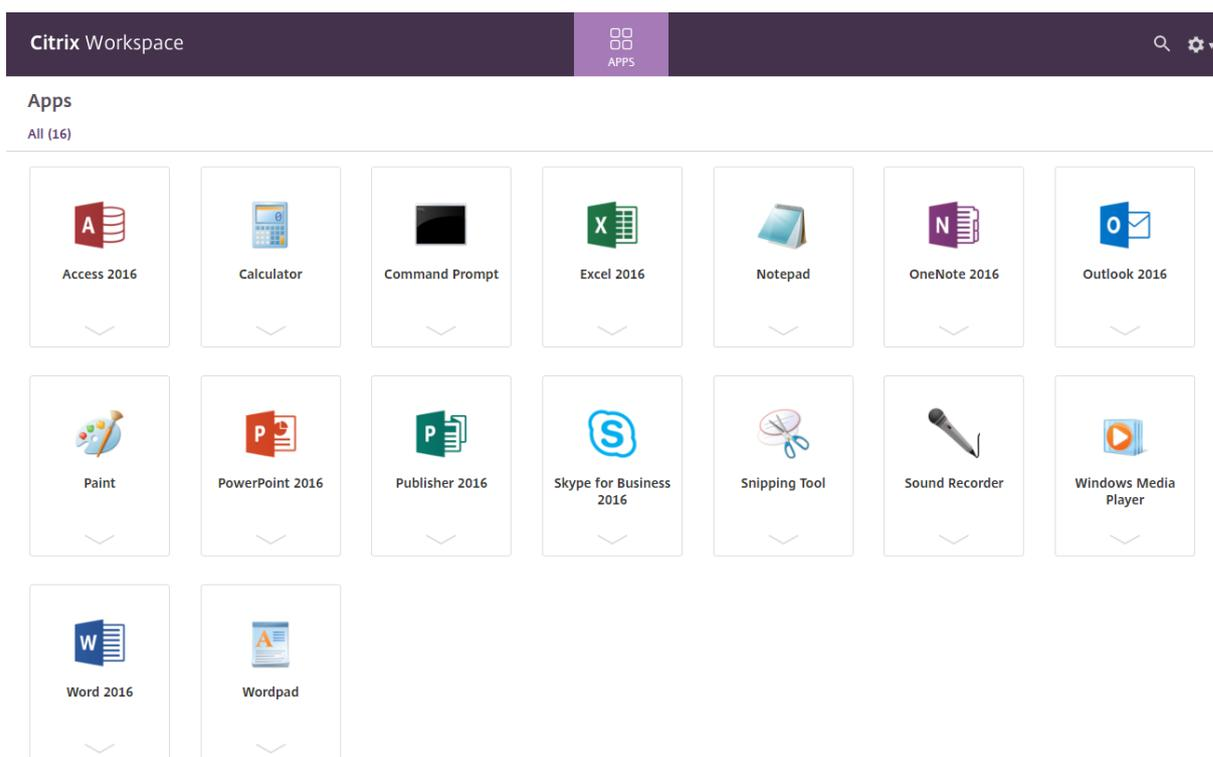 Citrix Workspace
APPS
Apps
All (16)
Access 2016
Calculator
Command Prompt
Excel 2016
Notepad
OneNote 2016
Outlook 2016
Paint
PowerPoint 2016
Publisher 2016
Skype for Business
2016
Snipping Tool
Sound Recorder
Windows Media
Player
Word 2016
Wordpad